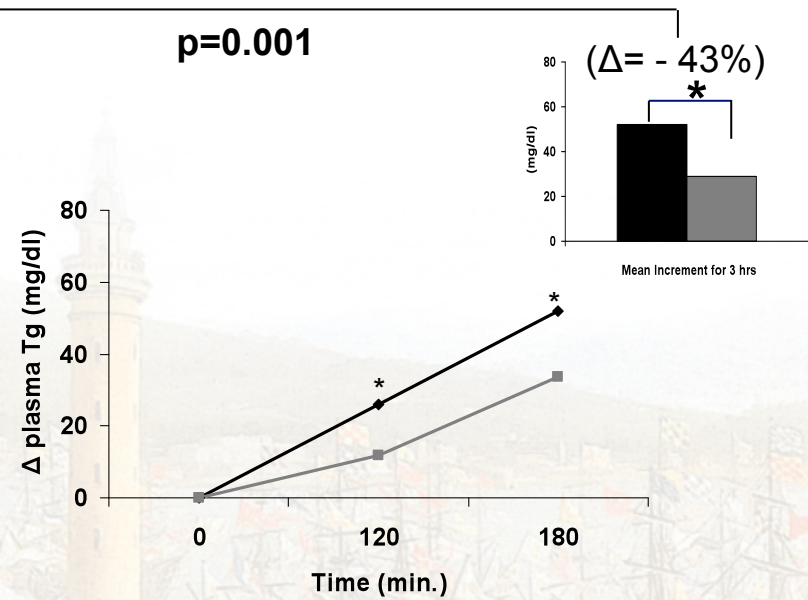 p=0.001
(Δ= - 43%)
*
80
60
40
20
0
(mg/dl)
Mean Increment for 3 hrs
80
60
40
20
0
Δ plasma Tg (mg/dl)
*
*
0 120 180
Time (min.)